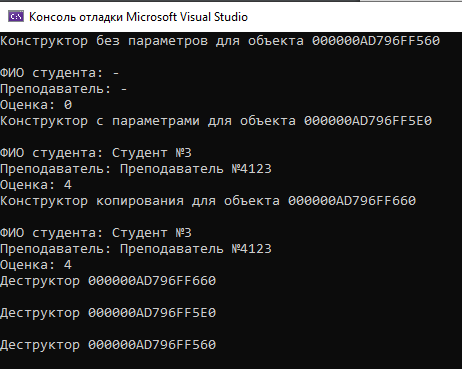 Консоль отладки Microsoft Visual Studio
Конструктор без параметров для объекта 000000AD796FF560
ФИО студента: -
Преподаватель: -
Оценка: 0
Конструктор с параметрами для объекта 000000AD796FF5E0
ФИО студента: Студент №3
Преподаватель: Преподаватель №4123
Оценка: 4
Конструктор копирования для объекта 000000AD796FF660
ФИО студента: Студент №3
Преподаватель: Преподаватель №4123
Оценка: 4
Деструктор 000000AD796FF660
Деструктор 000000AD796FF5E0
Деструктор 000000AD796FF560